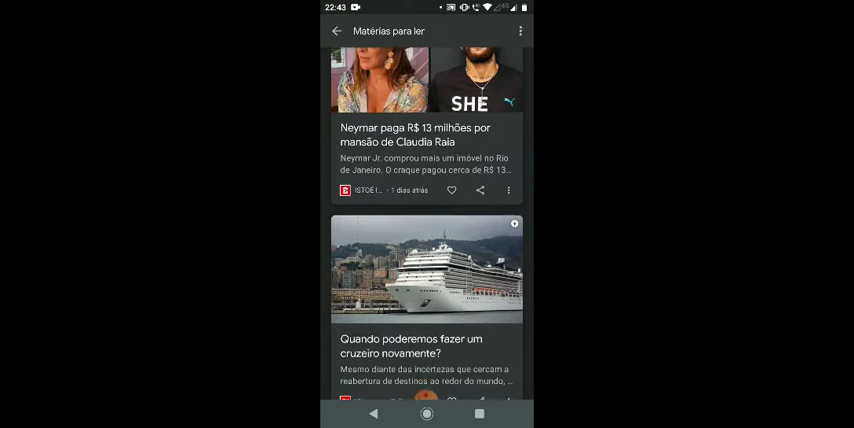 22:43
4G
Matérias para ler
SHE
Neymar paga R$ 13 milhões por
mansão de Claudia Raia
Neymar Jr. comprou mais um imóvel no Rio
de Janeiro. O craque pagou cerca de R$ 13...
ISTOÉ I... · 1 dias atrás
Quando poderemos fazer um
cruzeiro novamente?
Mesmo diante das incertezas que cercam a
reabertura de destinos ao redor do mundo, ...